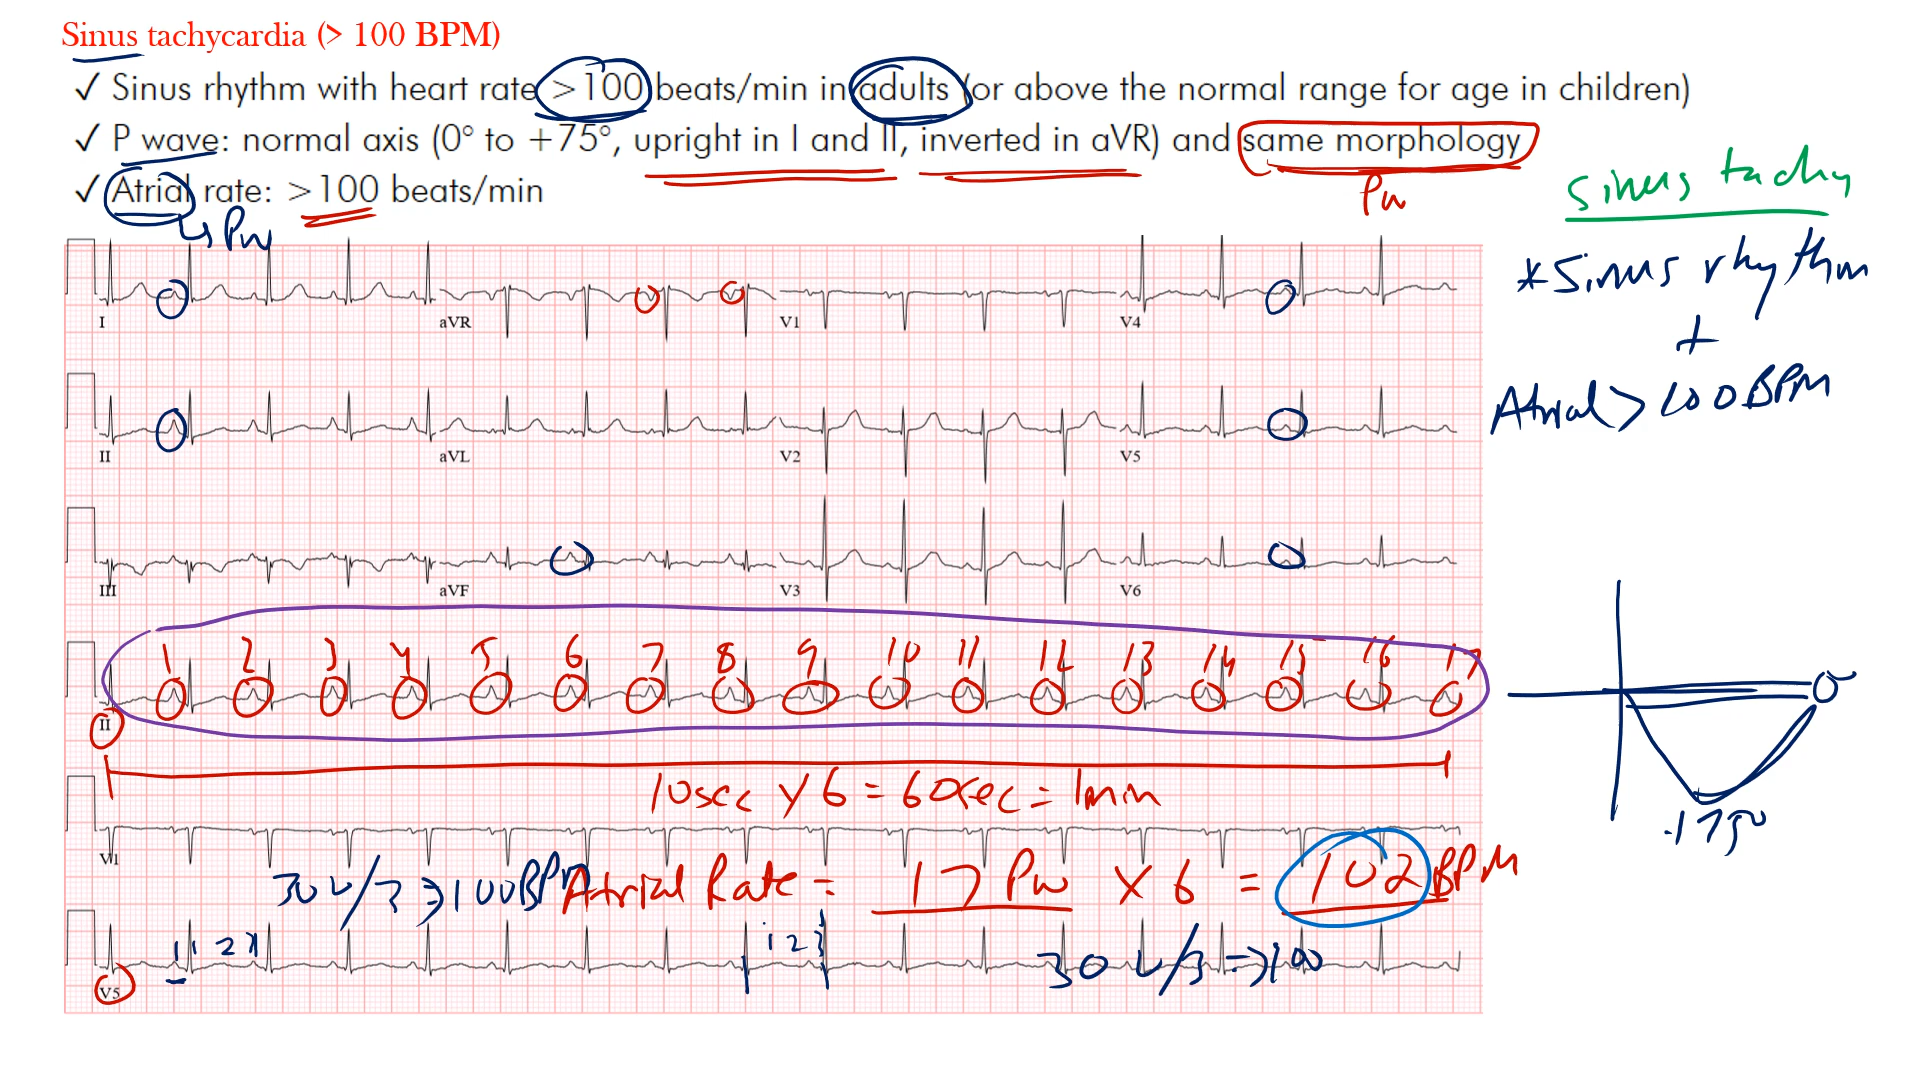 Sinus tachycardia (> 100 BPM)
✓ Sinus rhythm with heart rate >100 beats/min in adults (or above the normal range for age in children)
✓ P wave: normal axis (0° to +75°, upright in I and II, inverted in aVR) and same morphology
✓ Atrial rate: >100 beats/min
Pw
↳ Pw
Sinus tachy
*Sinus rhythm
+
Atrial > 100 BPM
I aVR V1 V4
II aVL V2 V5
III aVF V3 V6
1 2 3 4 5 6 7 8 9 10 11 12 13 14 15 16 17
II
0°
+75°
10sec × 6 = 60sec = 1min
V1
300/3 ⇒ 100BPM
Atrial Rate = 17 Pw × 6 = 102 BPM
1 2 3
300/3 ⇒ 100
V5